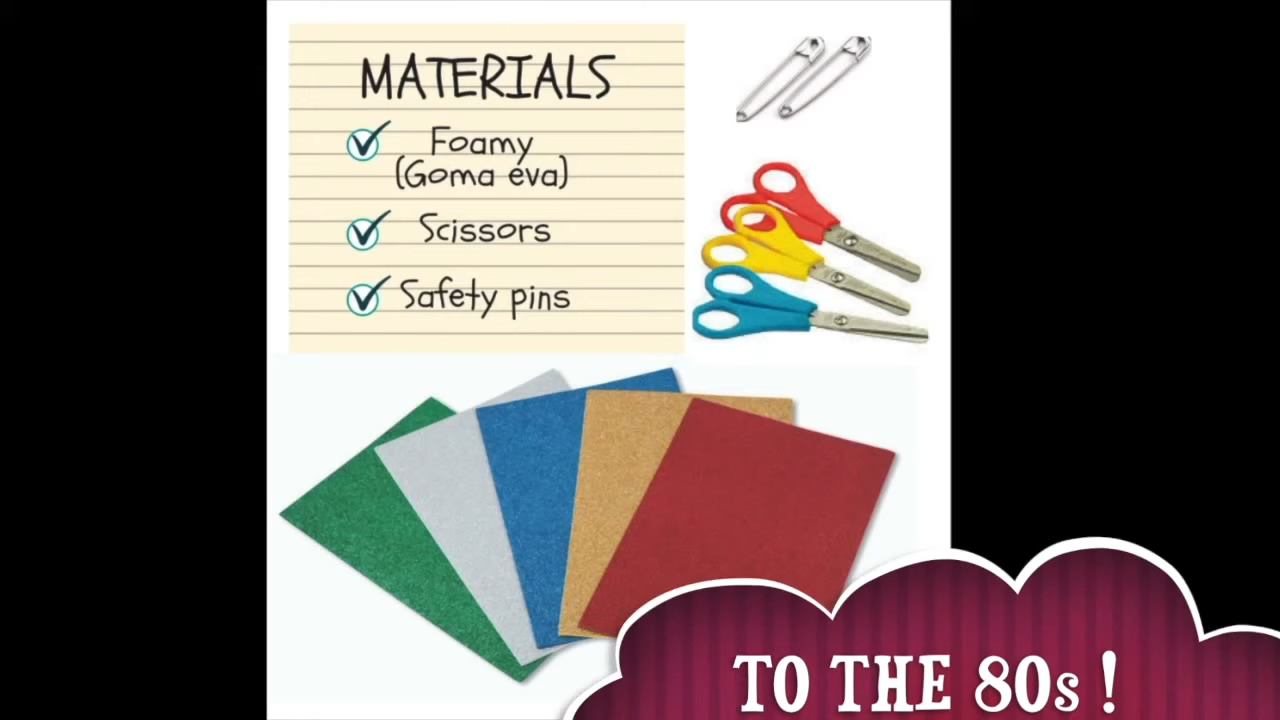 MATERIALS
Foamy
(Goma eva)
Scissors
Safety pins
TO THE 80s !